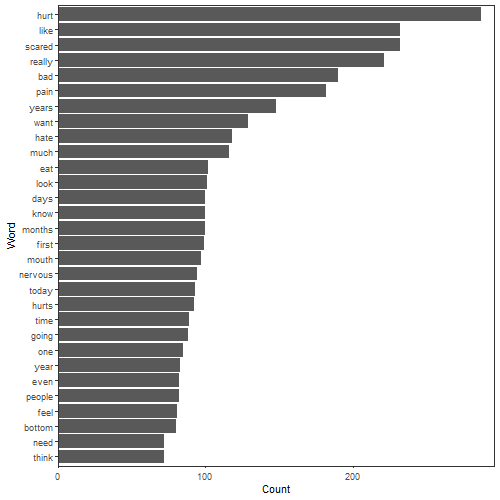 hurt
like
scared
really
bad
pain
years
want
hate
much
eat
look
days
know
months
first
mouth
nervous
today
hurts
time
going
one
year
even
people
feel
bottom
need
think
Word
0 100 200
Count